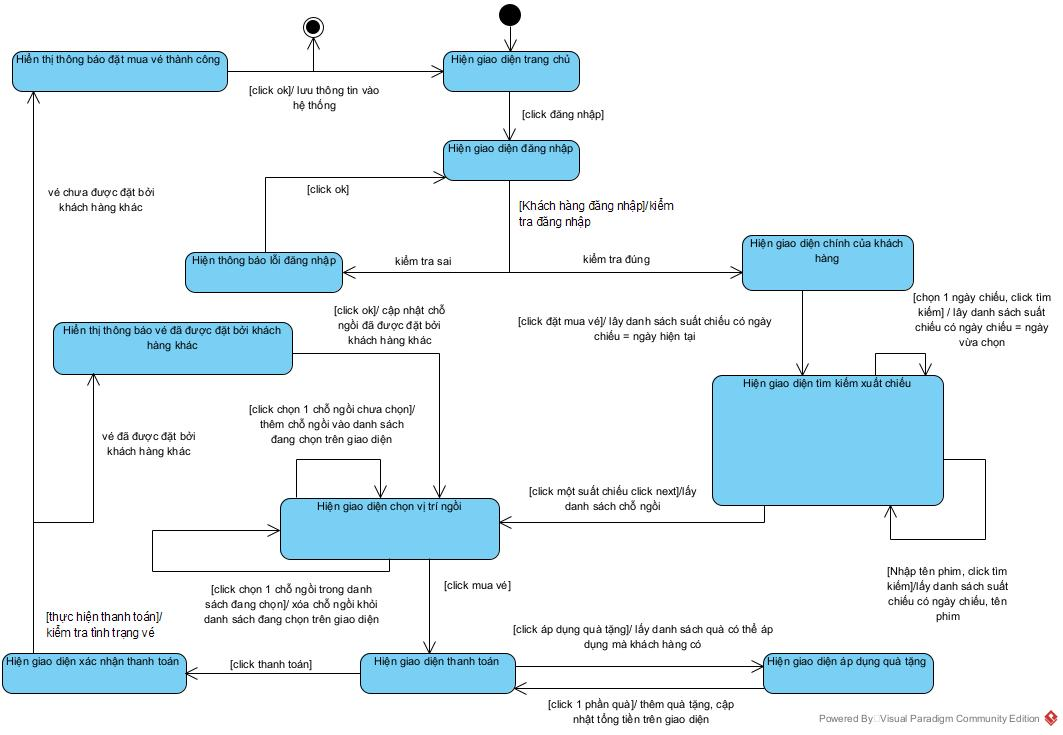 Hiển thị thông báo đặt mua vé thành công
Hiện giao diện trang chủ
[click ok]/ lưu thông tin vào
hệ thống
[click đăng nhập]
Hiện giao diện đăng nhập
vé chưa được đặt bởi
khách hàng khác
[click ok]
[Khách hàng đăng nhập]/kiểm
tra đăng nhập
Hiện thông báo lỗi đăng nhập
kiểm tra sai
kiểm tra đúng
Hiện giao diện chính của khách
hàng
[chọn 1 ngày chiếu, click tìm
kiếm] / lấy danh sách suất
chiếu có ngày chiếu = ngày
vừa chọn
[click ok]/ cập nhật chỗ
ngồi đã được đặt bởi
khách hàng khác
[click đặt mua vé]/ lấy danh sách suất chiếu có ngày
chiếu = ngày hiện tại
Hiển thị thông báo vé đã được đặt bởi khách
hàng khác
Hiện giao diện tìm kiếm xuất chiếu
[click chọn 1 chỗ ngồi chưa chọn]/
thêm chỗ ngồi vào danh sách
đang chọn trên giao diện
vé đã được đặt bởi
khách hàng khác
[click một suất chiếu click next]/lấy
danh sách chỗ ngồi
Hiện giao diện chọn vị trí ngồi
[click chọn 1 chỗ ngồi trong danh
sách đang chọn]/ xóa chỗ ngồi khỏi
danh sách đang chọn trên giao diện
[click mua vé]
[Nhập tên phim, click tìm
kiếm]/lấy danh sách suất
chiếu có ngày chiếu, tên
phim
[thực hiện thanh toán]/
kiểm tra tình trạng vé
[click áp dụng quà tặng]/ lấy danh sách quà có thể áp
dụng mà khách hàng có
Hiện giao diện xác nhận thanh toán
[click thanh toán]
Hiện giao diện thanh toán
Hiện giao diện áp dụng quà tặng
[click 1 phần quà]/ thêm quà tặng, cập
nhật tổng tiền trên giao diện
Powered By Visual Paradigm Community Edition